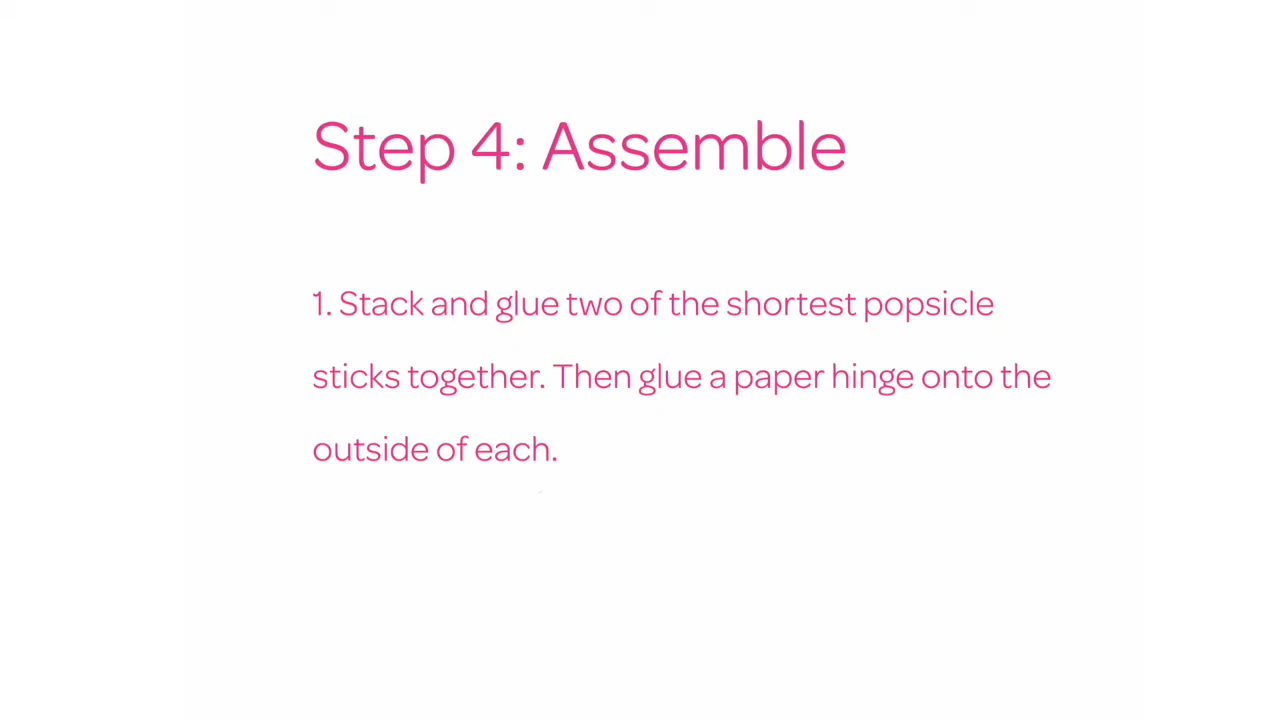 Step 4: Assemble
1. Stack and glue two of the shortest popsicle
sticks together. Then glue a paper hinge onto the
outside of each.